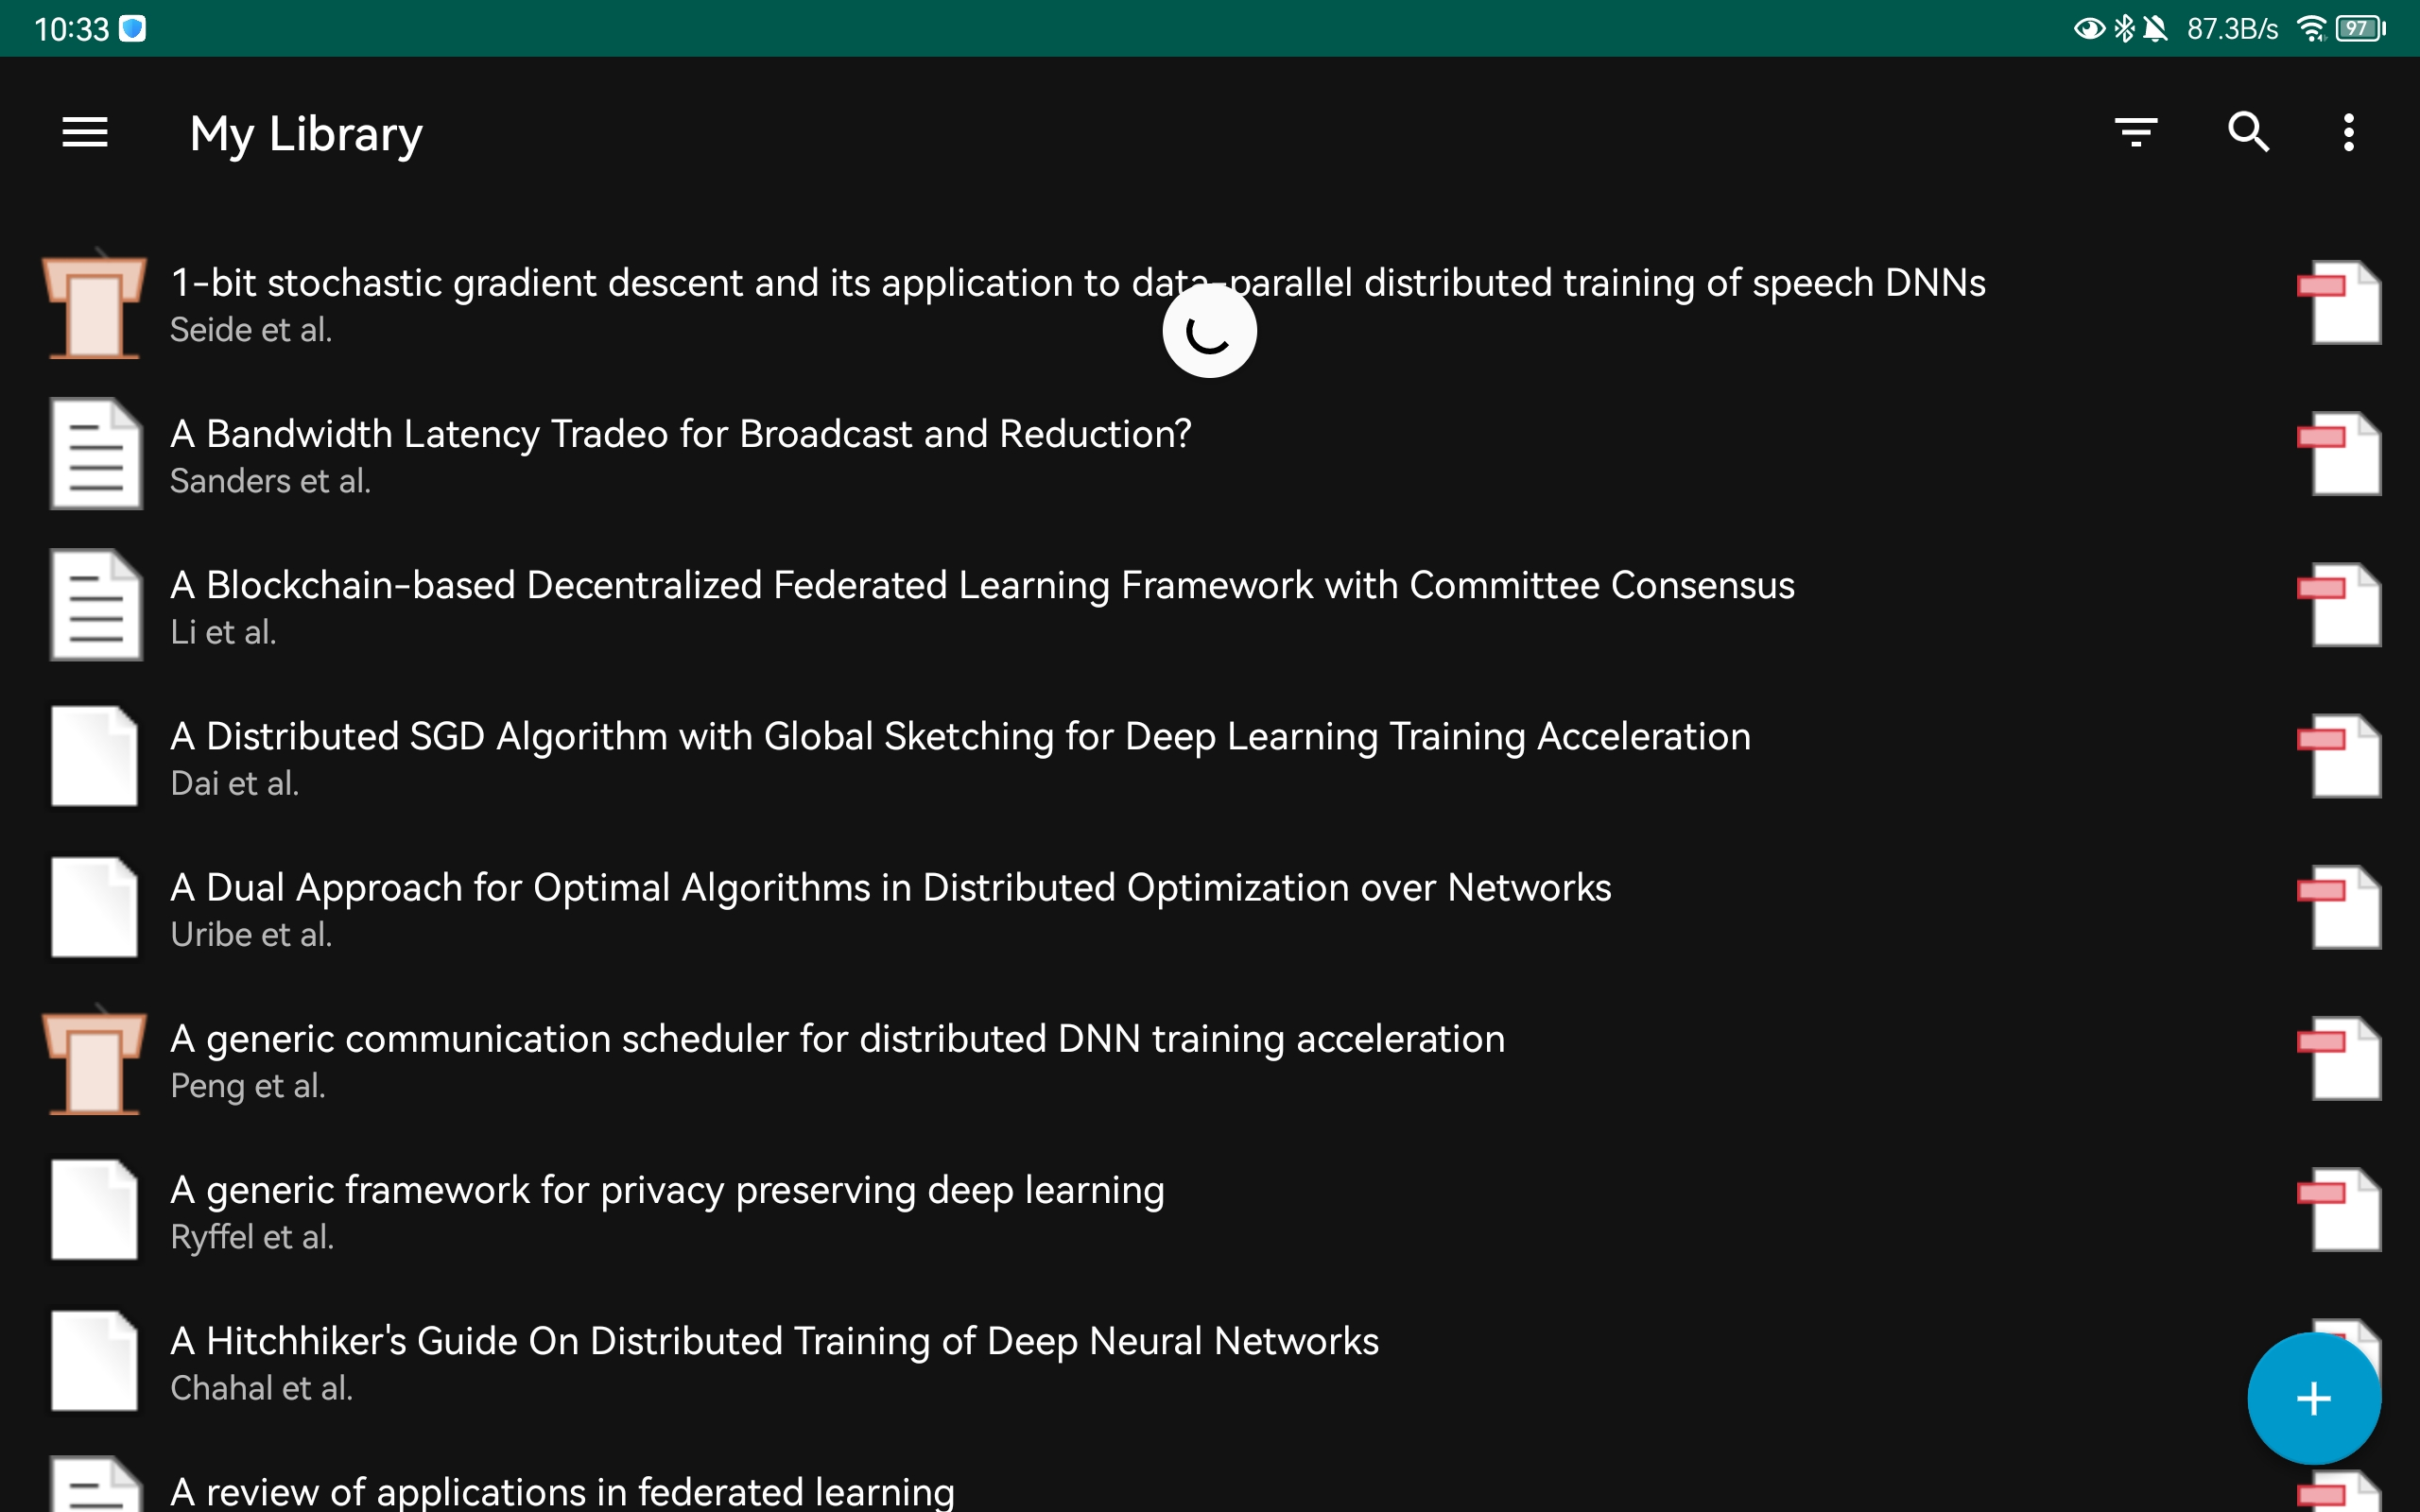 10:33
87.3B/s
97
My Library
1-bit stochastic gradient descent and its application to data-parallel distributed training of speech DNNs
Seide et al.
A Bandwidth Latency Tradeo for Broadcast and Reduction?
Sanders et al.
A Blockchain-based Decentralized Federated Learning Framework with Committee Consensus
Li et al.
A Distributed SGD Algorithm with Global Sketching for Deep Learning Training Acceleration
Dai et al.
A Dual Approach for Optimal Algorithms in Distributed Optimization over Networks
Uribe et al.
A generic communication scheduler for distributed DNN training acceleration
Peng et al.
A generic framework for privacy preserving deep learning
Ryffel et al.
A Hitchhiker's Guide On Distributed Training of Deep Neural Networks
Chahal et al.
A review of applications in federated learning